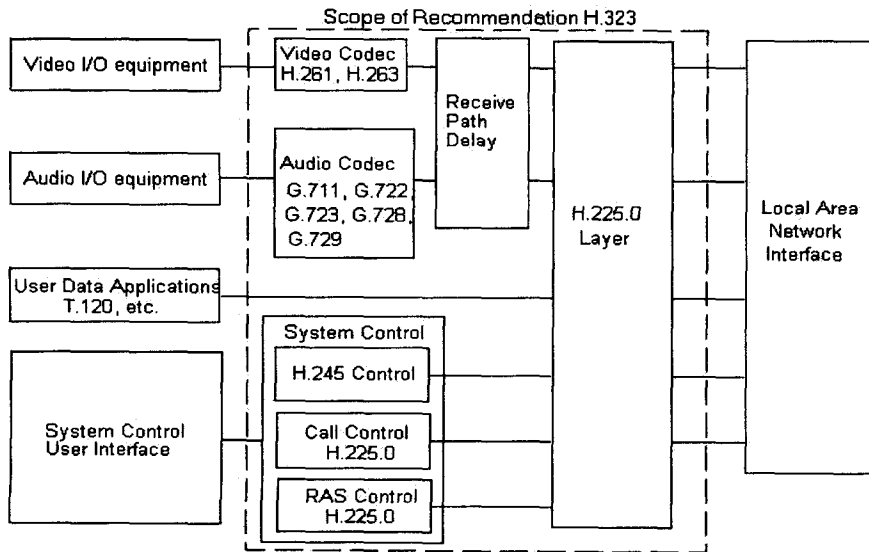 Scope of Recommendation H.323
Video I/O equipment
Video Codec
H.261, H.263
Receive
Path
Delay
Audio I/O equipment
Audio Codec
G.711, G.722
G.723, G.728,
G.729
H.225.0
Layer
Local Area
Network
Interface
User Data Applications
T.120, etc.
System Control
H.245 Control
System Control
User Interface
Call Control
H.225.0
RAS Control
H.225.0